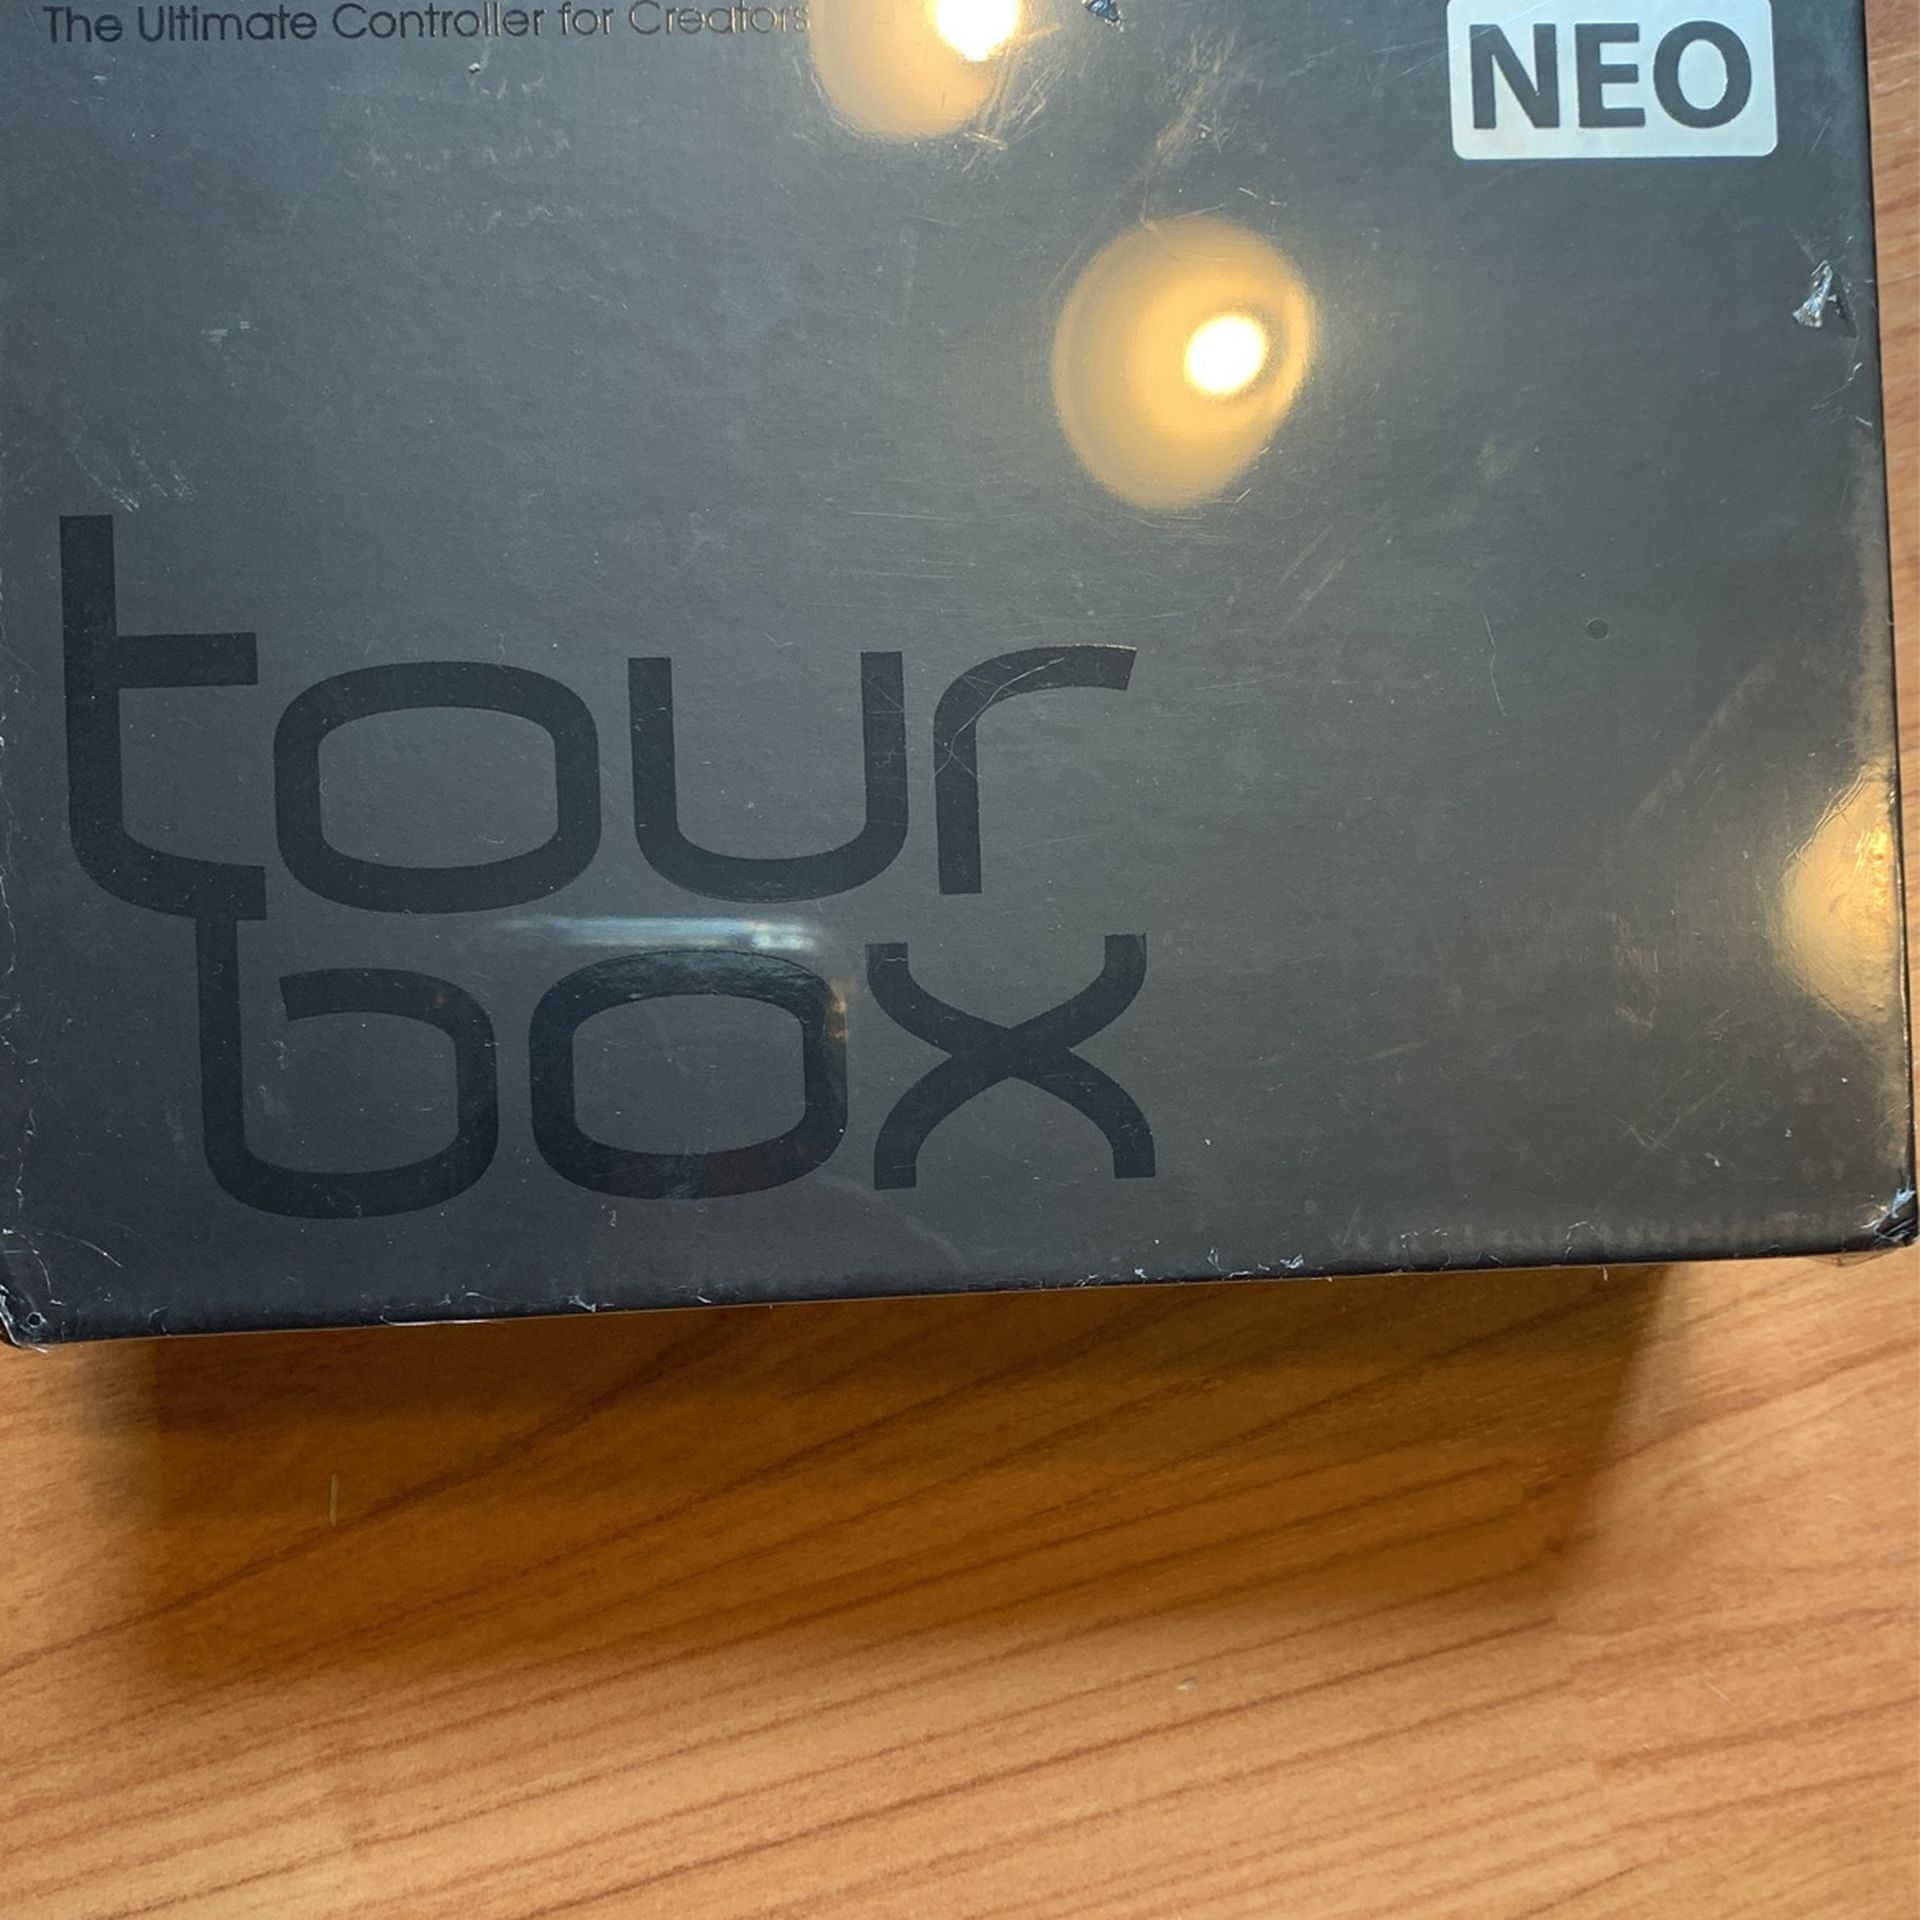 The Ultimate Controller for Creators
NEO
tour
box